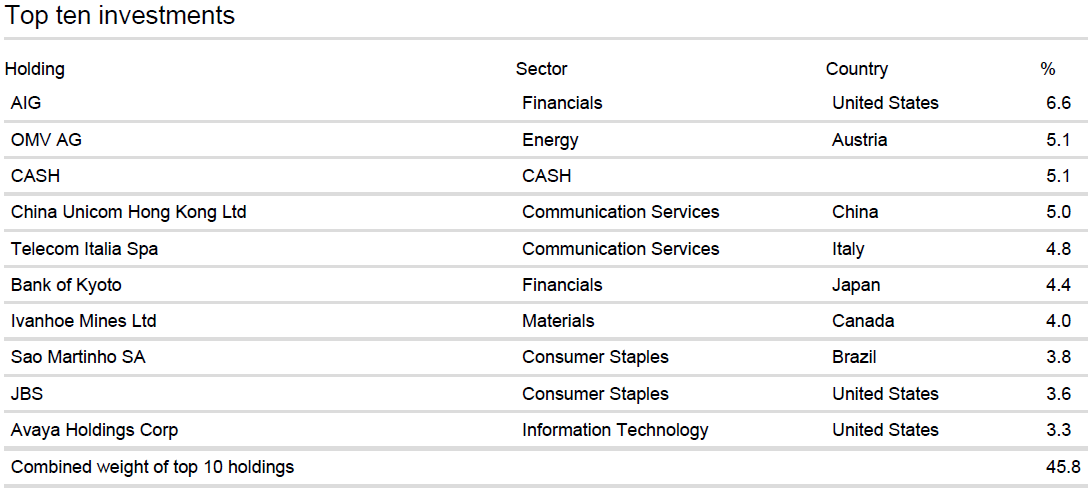 Top ten investments
Holding Sector Country %
AIG Financials United States 6.6
OMV AG Energy Austria 5.1
CASH CASH 5.1
China Unicom Hong Kong Ltd Communication Services China 5.0
Telecom Italia Spa Communication Services Italy 4.8
Bank of Kyoto Financials Japan 4.4
Ivanhoe Mines Ltd Materials Canada 4.0
Sao Martinho SA Consumer Staples Brazil 3.8
JBS Consumer Staples United States 3.6
Avaya Holdings Corp Information Technology United States 3.3
Combined weight of top 10 holdings 45.8